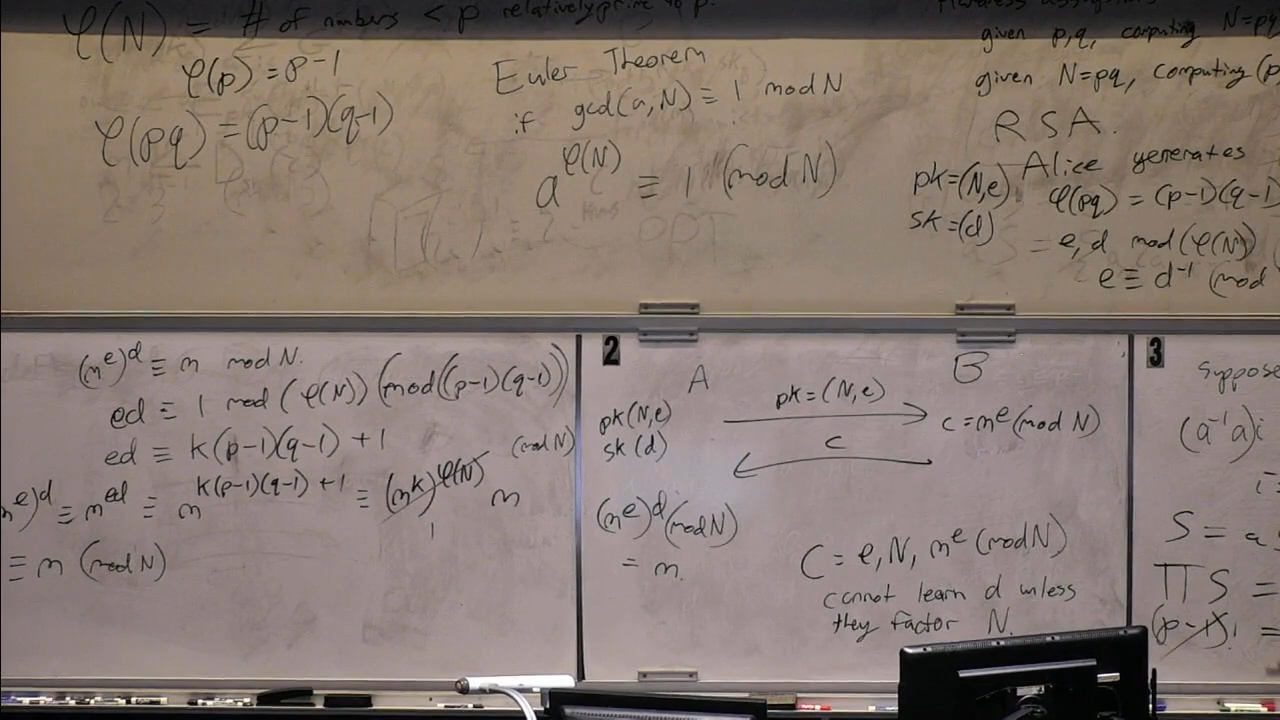 φ(N) = # of numbers < p relatively prime to p.
φ(p) = p-1
φ(pq) = (p-1)(q-1)
Euler Theorem
if gcd(a,N) ≡ 1 mod N
a^φ(N) ≡ 1 (mod N)
given p,q, computing N=pq
given N=pq, computing (p
RSA.
Alice generates
pk=(N,e)
sk=(d)
φ(pq) = (p-1)(q-1)
= e,d mod(φ(N))
e ≡ d^-1 (mod
(m^e)^d ≡ m mod N.
ed ≡ 1 mod (φ(N)) (mod((p-1)(q-1))
ed ≡ k(p-1)(q-1) + 1 (mod N)
m^e)^d ≡ m^ed ≡ m^k(p-1)(q-1)+1 ≡ (m^k)^φ(N) m
1
≡ m (mod N)
2
A
B
pk(N,e)
sk(d)
pk=(N,e)
c
c=m^e(mod N)
(m^e)^d(mod N)
= m.
C = e,N, m^e (mod N)
cannot learn d unless
they factor N.
3
Suppose
(a^-1 a)i
S = a
Π S =
(p-1)! =